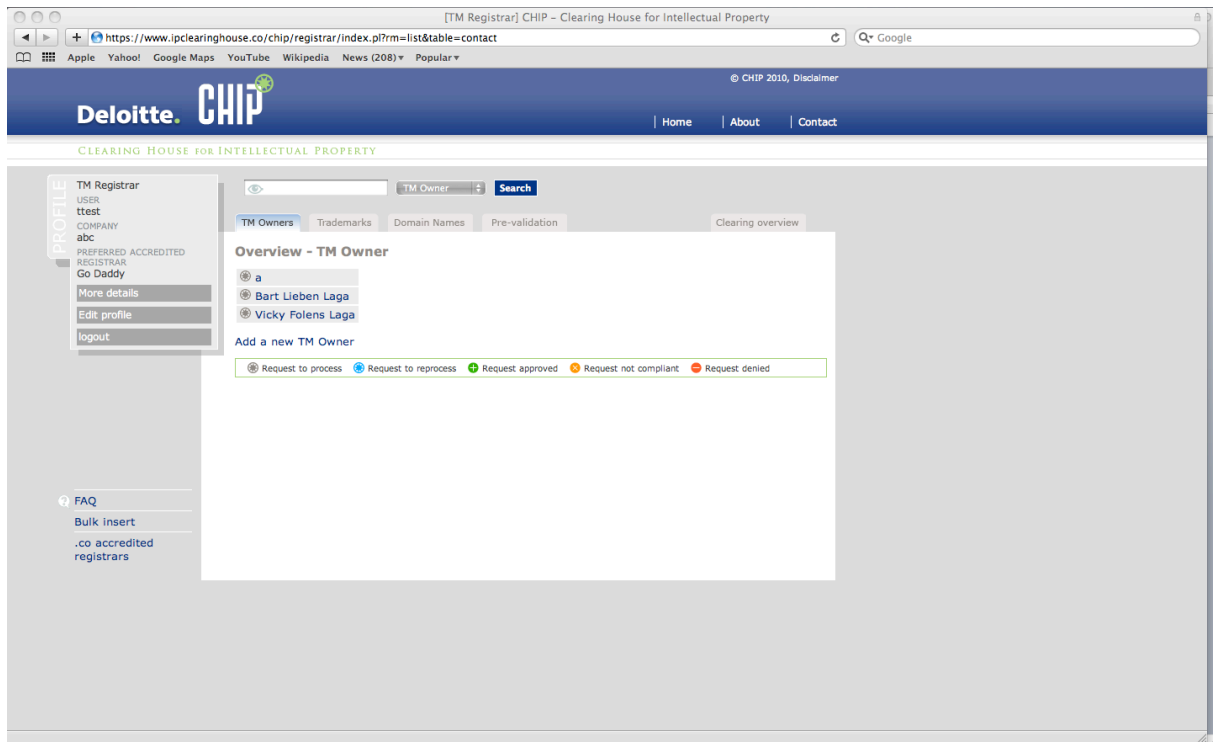 [TM Registrar] CHIP – Clearing House for Intellectual Property
https://www.ipclearinghouse.co/chip/registrar/index.pl?rm=list&table=contact
Google
Apple Yahoo! Google Maps YouTube Wikipedia News (208) Popular
© CHIP 2010, Disclaimer
Deloitte. CHIP
Home About Contact
CLEARING HOUSE FOR INTELLECTUAL PROPERTY
PROFILE
TM Registrar
USER
ttest
COMPANY
abc
PREFERRED ACCREDITED
REGISTRAR
Go Daddy
More details
Edit profile
logout
TM Owner Search
TM Owners Trademarks Domain Names Pre-validation Clearing overview
Overview - TM Owner
a
Bart Lieben Laga
Vicky Folens Laga
Add a new TM Owner
Request to process Request to reprocess Request approved Request not compliant Request denied
? FAQ
Bulk insert
.co accredited
registrars